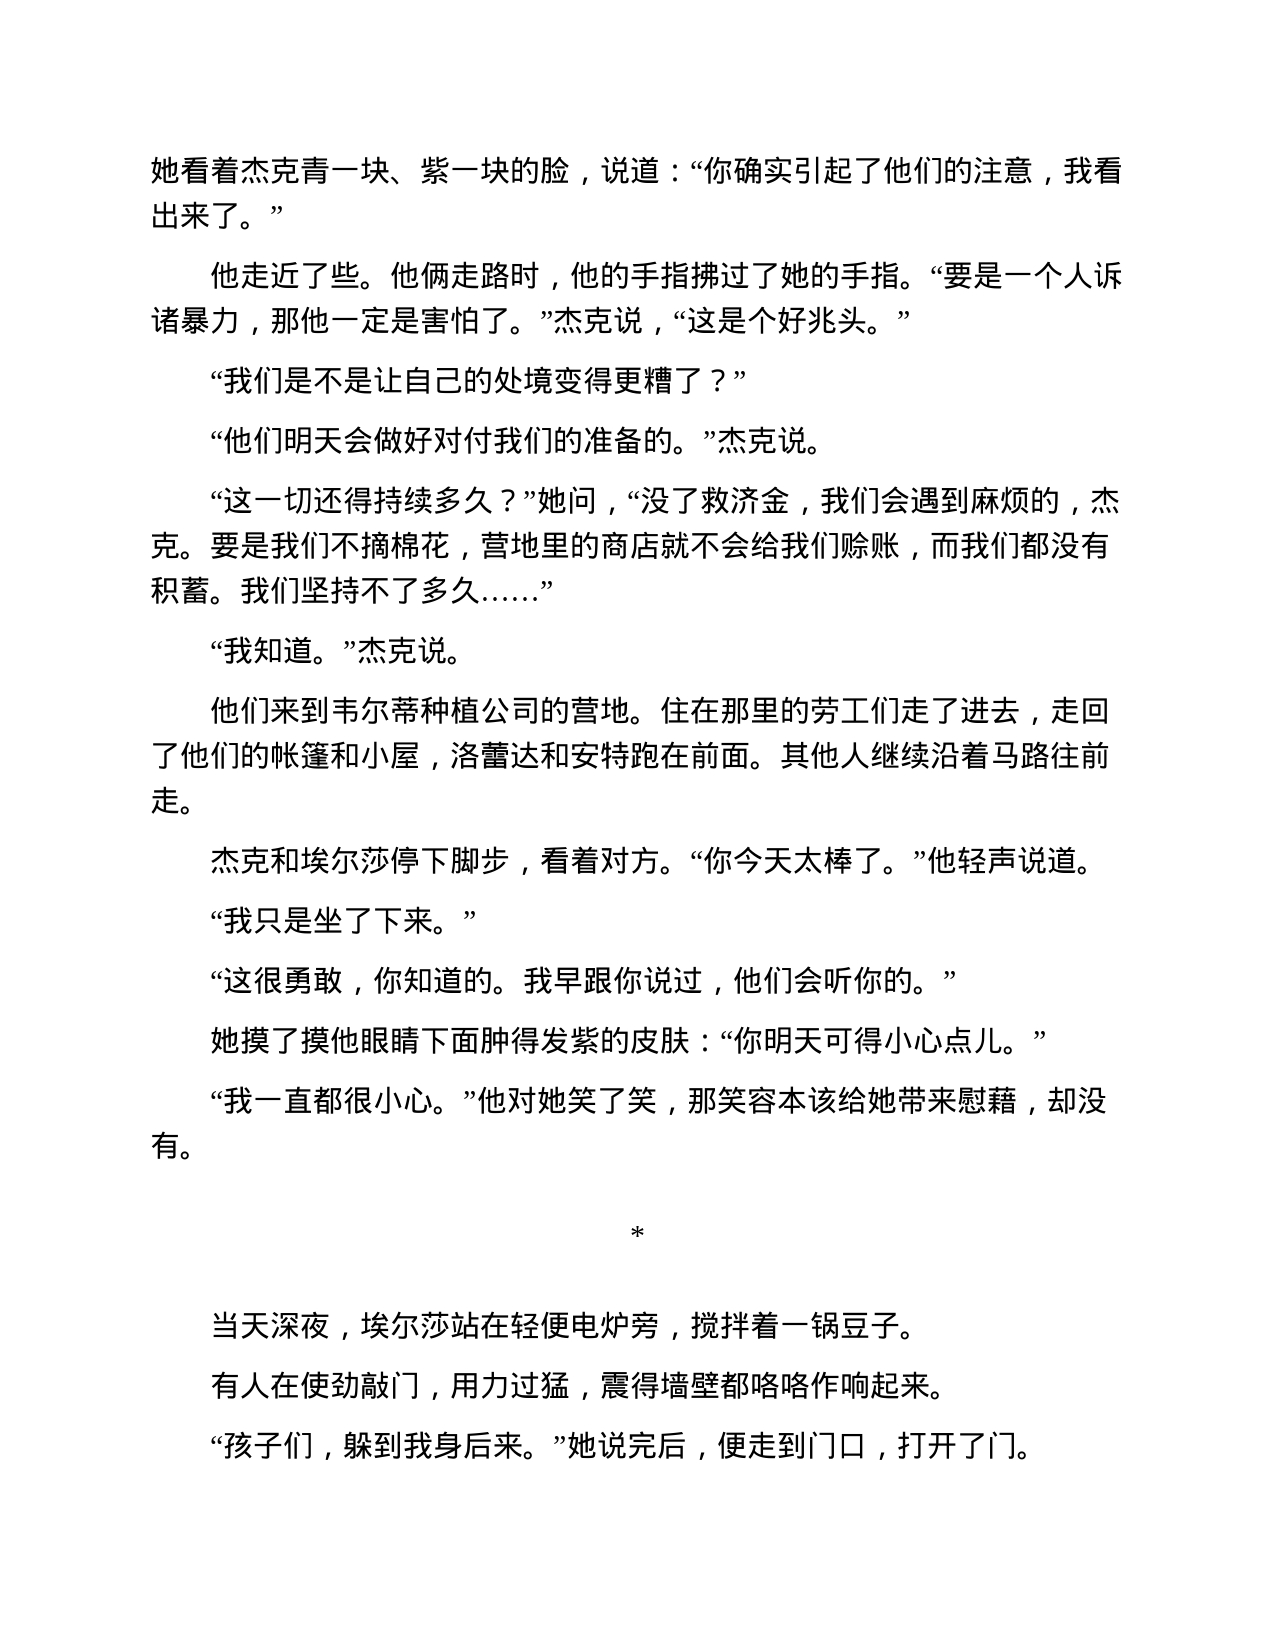 她看着杰克青一块、紫一块的脸，说道：“你确实引起了他们的注意，我看
出来了。”
他走近了些。他俩走路时，他的手指拂过了她的手指。“要是一个人诉
诸暴力，那他一定是害怕了。”杰克说，“这是个好兆头。”
“我们是不是让自己的处境变得更糟了？”
“他们明天会做好对付我们的准备的。”杰克说。
“这一切还得持续多久？”她问，“没了救济金，我们会遇到麻烦的，杰
克。要是我们不摘棉花，营地里的商店就不会给我们赊账，而我们都没有
积蓄。我们坚持不了多久……”
“我知道。”杰克说。
他们来到韦尔蒂种植公司的营地。住在那里的劳工们走了进去，走回
了他们的帐篷和小屋，洛蕾达和安特跑在前面。其他人继续沿着马路往前
走。
杰克和埃尔莎停下脚步，看着对方。“你今天太棒了。”他轻声说道。
“我只是坐了下来。”
“这很勇敢，你知道的。我早跟你说过，他们会听你的。”
她摸了摸他眼睛下面肿得发紫的皮肤：“你明天可得小心点儿。”
“我一直都很小心。”他对她笑了笑，那笑容本该给她带来慰藉，却没
有。
*
当天深夜，埃尔莎站在轻便电炉旁，搅拌着一锅豆子。
有人在使劲敲门，用力过猛，震得墙壁都咯咯作响起来。
“孩子们，躲到我身后来。”她说完后，便走到门口，打开了门。